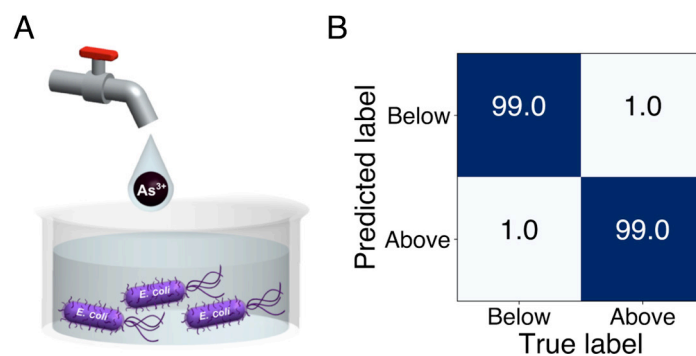 A
As³⁺
E. coli
E. coli
E. coli
B
Predicted label
Below
99.0
1.0
Above
1.0
99.0
Below
Above
True label